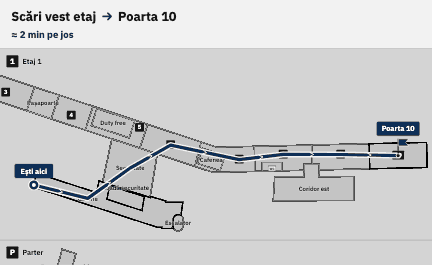 Scări vest etaj → Poarta 10
≈ 2 min pe jos
1 Etaj 1
3
Pașapoarte
4
Duty free
5
Poarta 10
Cafenea
Ești aici
Coridor est
Escalator
P Parter